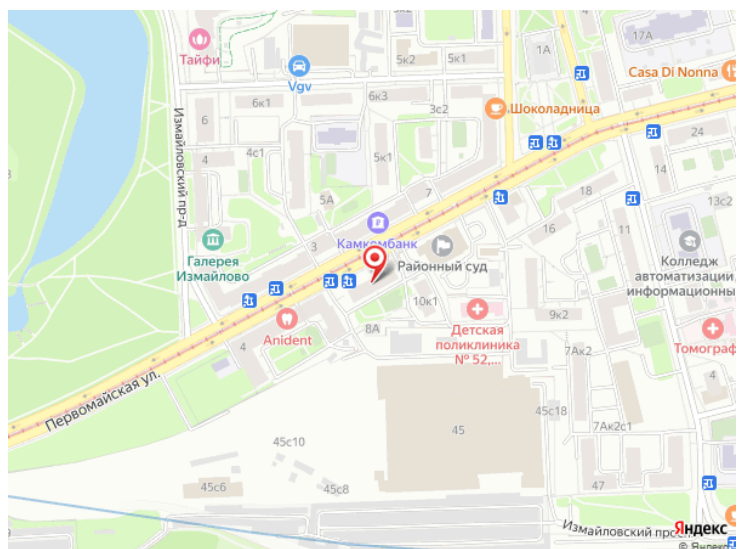 17А
1А
Тайфи
5к2
5к1
Casa Di Nonna
Vgv
6к1
6к3
3с2
Шоколадница
6
24
Измайловский пр-д
4
4с1
5к1
14
5А
7
18
13с2
3
Камкомбанк
16
Галерея
Измайлово
Районный суд
Колледж
автоматизации
информационны
10к1
9к2
8А
Anident
Детская
поликлиника
№ 52,...
4
7Ак2
Томограф
4
Первомайская ул.
45с18
45
7Ак2с1
45с10
45с6
45с8
47
Измайловский прос
Яндекс
© Яндекс